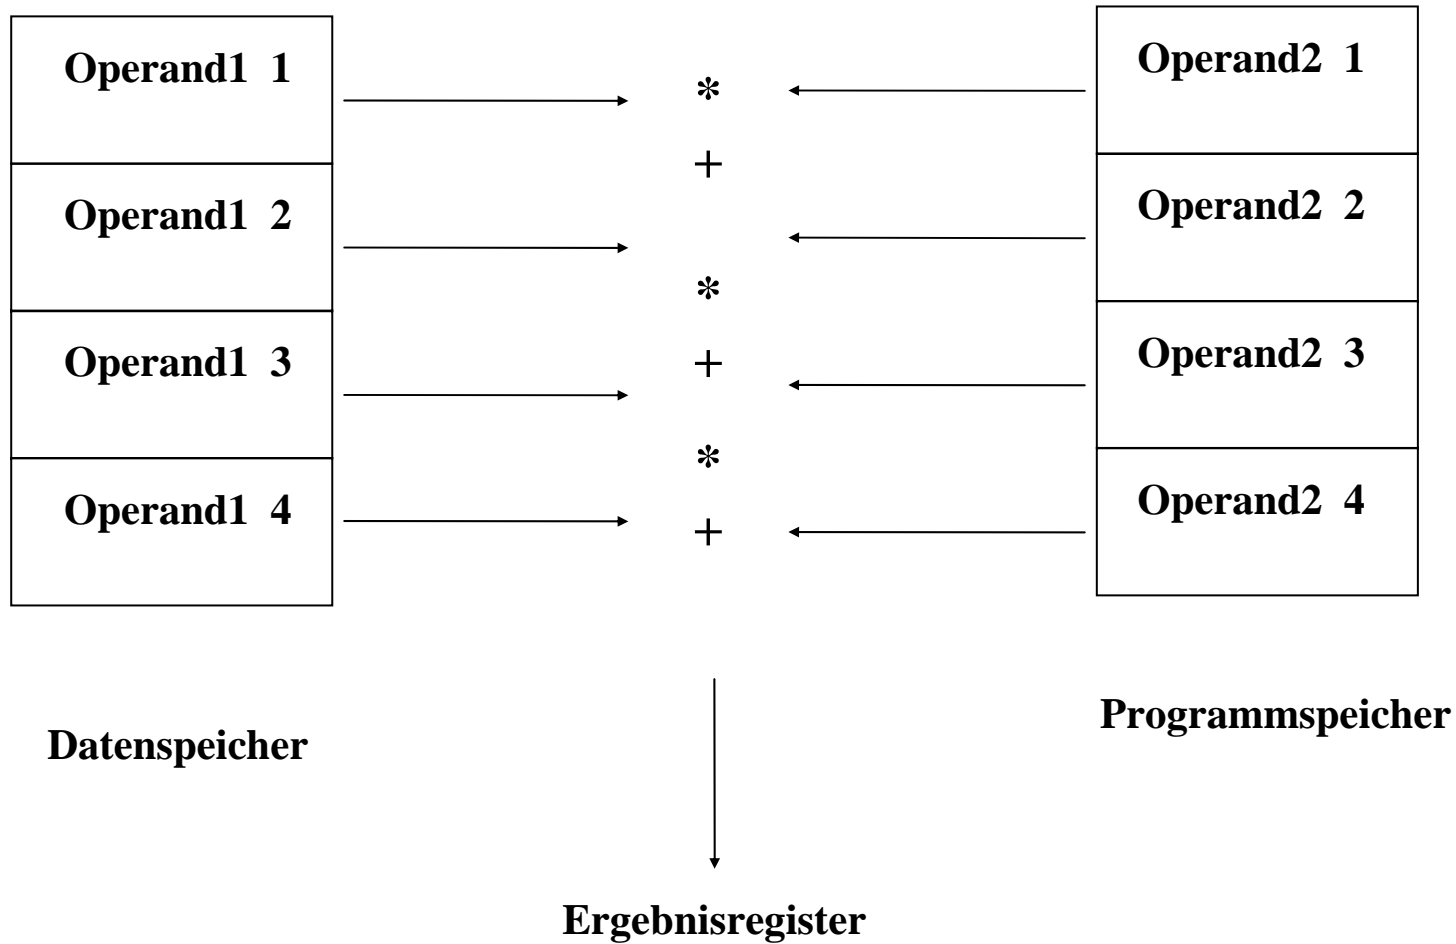 Operand1 1
Operand1 2
Operand1 3
Operand1 4
Datenspeicher
*
+
*
+
*
+
Operand2 1
Operand2 2
Operand2 3
Operand2 4
Programmspeicher
Ergebnisregister